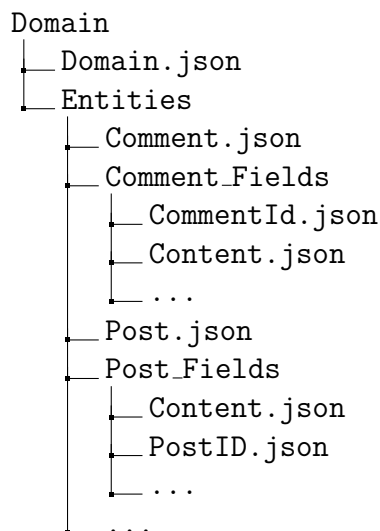 Domain
Domain.json
Entities
Comment.json
Comment_Fields
CommentId.json
Content.json
...
Post.json
Post_Fields
Content.json
PostID.json
...
...